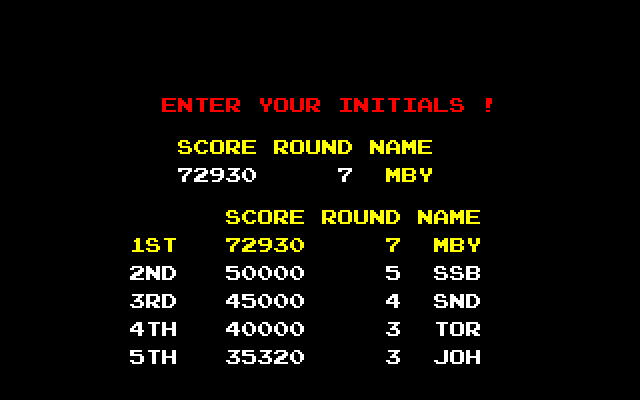 ENTER YOUR INITIALS !
SCORE ROUND NAME
72930 7 MBY
SCORE ROUND NAME
1ST 72930 7 MBY
2ND 50000 5 SSB
3RD 45000 4 SND
4TH 40000 3 TOR
5TH 35320 3 JOH